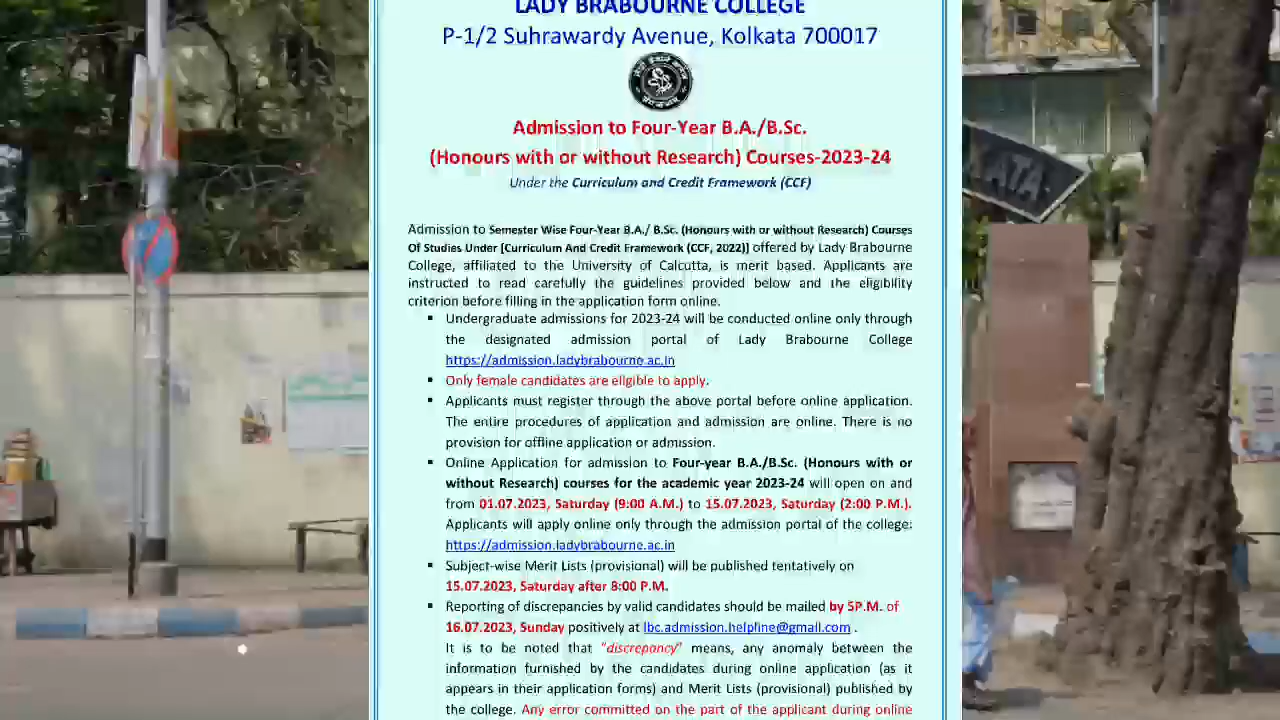 LADY BRABOURNE COLLEGE
P-1/2 Suhrawardy Avenue, Kolkata 700017
Admission to Four-Year B.A./B.Sc.
(Honours with or without Research) Courses-2023-24
Under the Curriculum and Credit Framework (CCF)
Admission to Semester Wise Four-Year B.A./ B.Sc. (Honours with or without Research) Courses
Of Studies Under [Curriculum And Credit Framework (CCF, 2022)] offered by Lady Brabourne
College, affiliated to the University of Calcutta, is merit based. Applicants are
instructed to read carefully the guidelines provided below and the eligibility
criterion before filling in the application form online.
▪ Undergraduate admissions for 2023-24 will be conducted online only through
the designated admission portal of Lady Brabourne College
https://admission.ladybrabourne.ac.in
▪ Only female candidates are eligible to apply.
▪ Applicants must register through the above portal before online application.
The entire procedures of application and admission are online. There is no
provision for offline application or admission.
▪ Online Application for admission to Four-year B.A./B.Sc. (Honours with or
without Research) courses for the academic year 2023-24 will open on and
from 01.07.2023, Saturday (9:00 A.M.) to 15.07.2023, Saturday (2:00 P.M.).
Applicants will apply online only through the admission portal of the college:
https://admission.ladybrabourne.ac.in
▪ Subject-wise Merit Lists (provisional) will be published tentatively on
15.07.2023, Saturday after 8:00 P.M.
▪ Reporting of discrepancies by valid candidates should be mailed by 5P.M. of
16.07.2023, Sunday positively at lbc.admission.helpline@gmail.com .
It is to be noted that "discrepancy" means, any anomaly between the
information furnished by the candidates during online application (as it
appears in their application forms) and Merit Lists (provisional) published by
the college. Any error committed on the part of the applicant during online
ATA